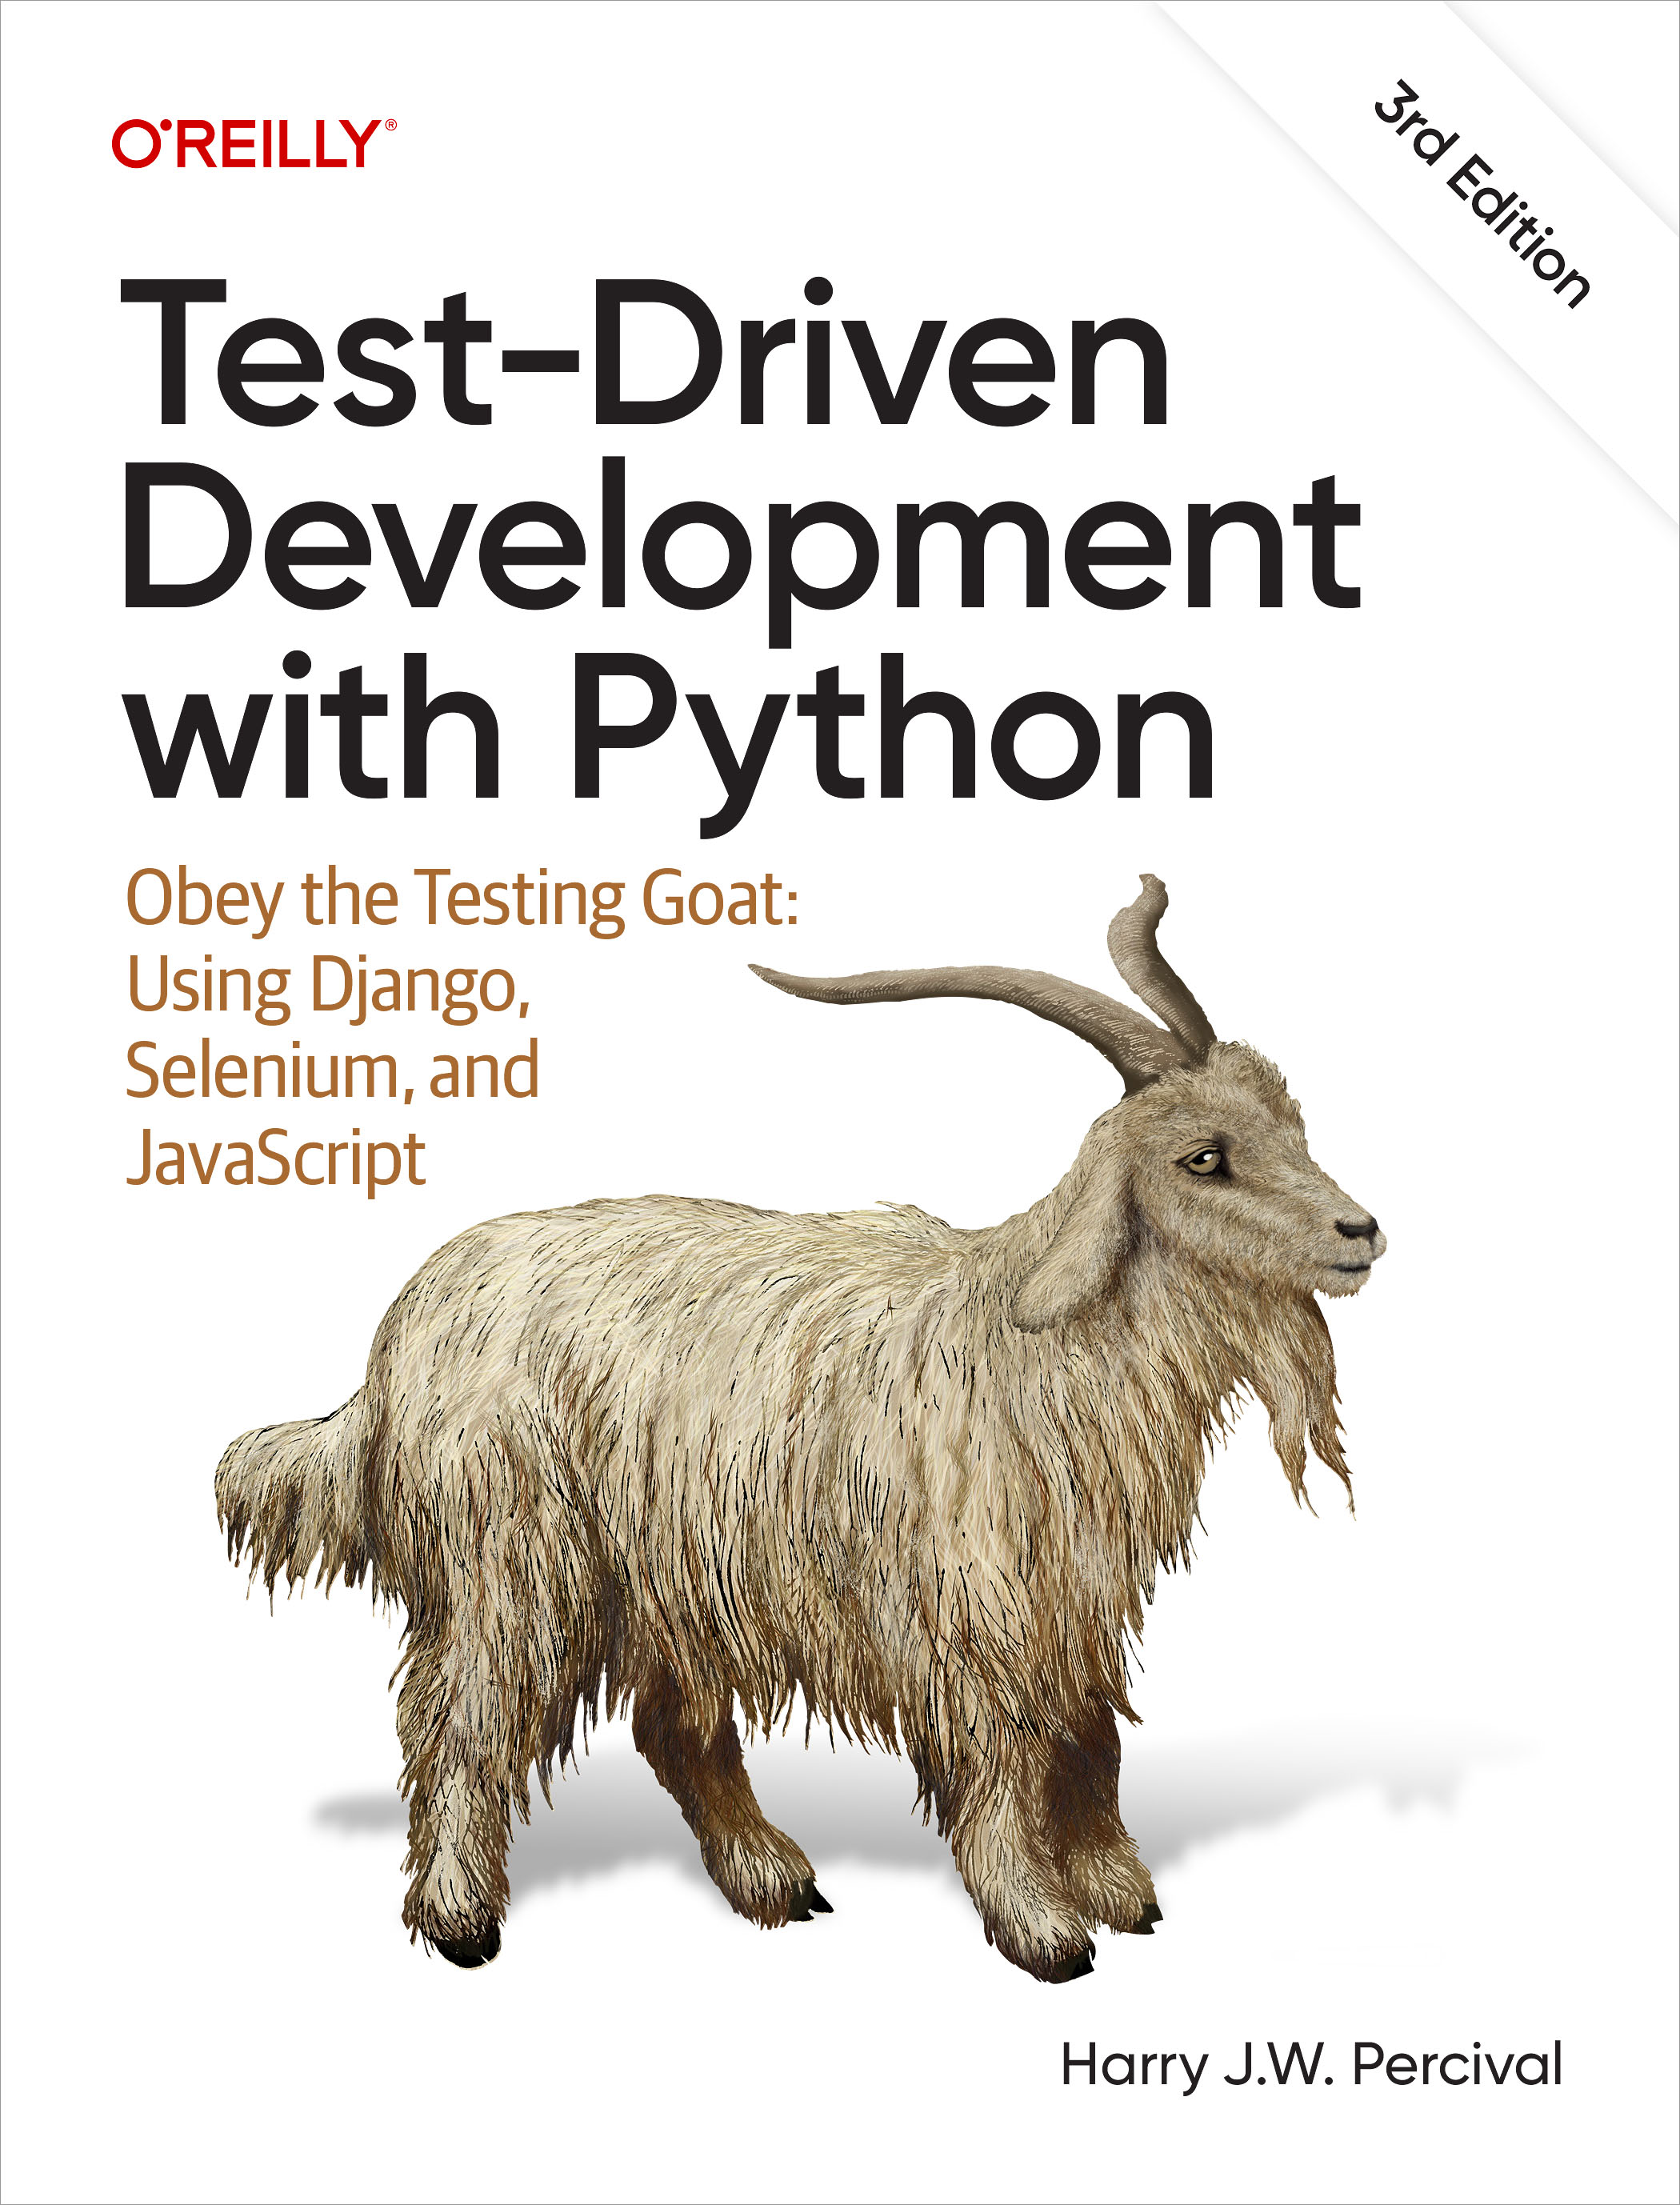 O'REILLY®
3rd Edition
Test-Driven
Development
with Python
Obey the Testing Goat:
Using Django,
Selenium, and
JavaScript
Harry J.W. Percival